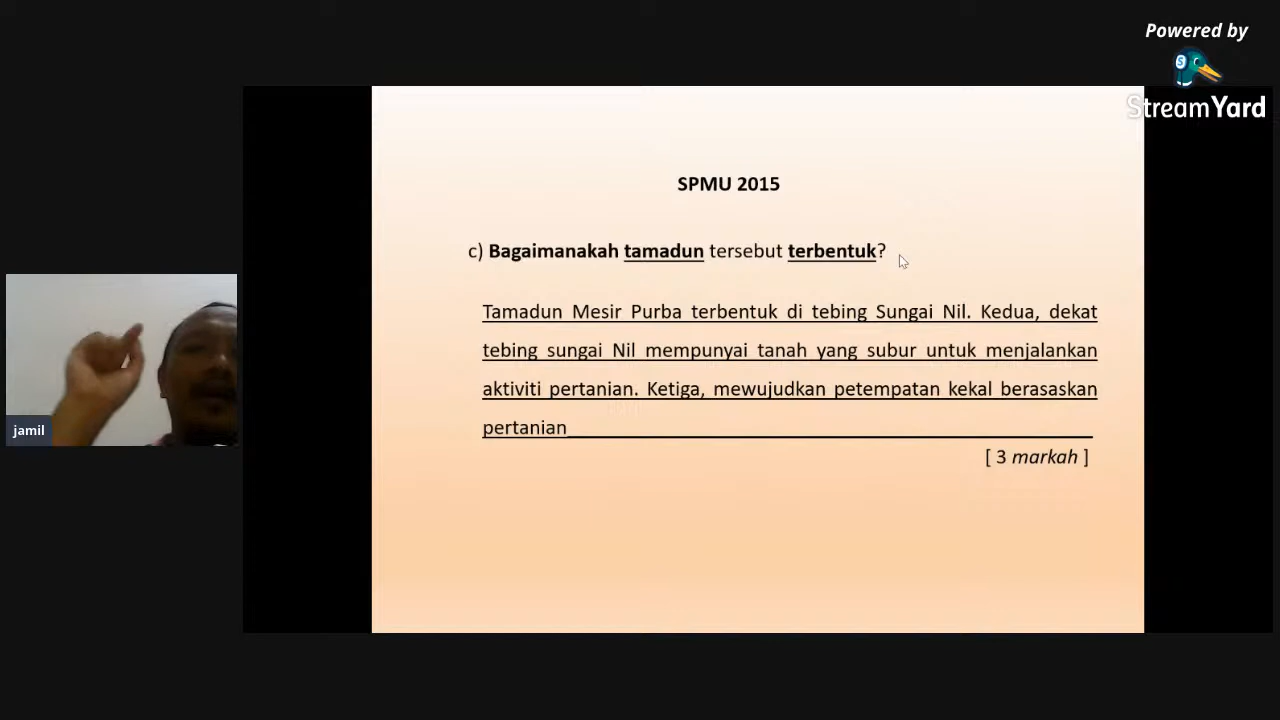 Powered by
StreamYard
SPMU 2015
c) Bagaimanakah tamadun tersebut terbentuk?
Tamadun Mesir Purba terbentuk di tebing Sungai Nil. Kedua, dekat
tebing sungai Nil mempunyai tanah yang subur untuk menjalankan
aktiviti pertanian. Ketiga, mewujudkan petempatan kekal berasaskan
pertanian
[ 3 markah ]
jamil